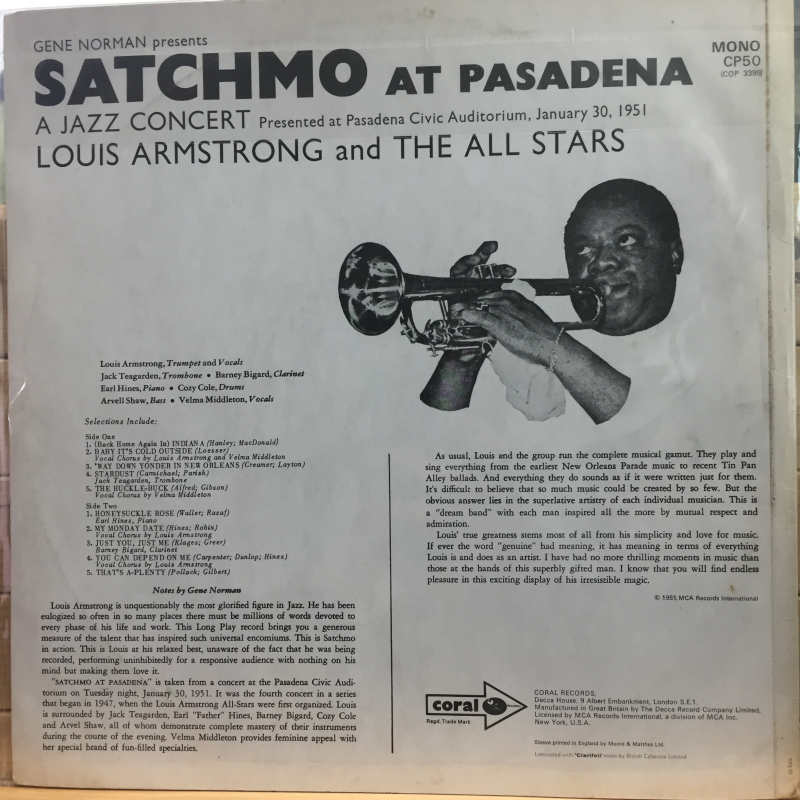 GENE NORMAN presents
SATCHMO AT PASADENA
MONO
CP50
(COP 3399)
A JAZZ CONCERT Presented at Pasadena Civic Auditorium, January 30, 1951
LOUIS ARMSTRONG and THE ALL STARS
Louis Armstrong, Trumpet and Vocals
Jack Teagarden, Trombone • Barney Bigard, Clarinet
Earl Hines, Piano • Cozy Cole, Drums
Arvell Shaw, Bass • Velma Middleton, Vocals
Selections Include:
Side One
1. (Back Home Again In) INDIANA (Hanley; MacDonald)
2. BABY IT'S COLD OUTSIDE (Loesser)
Vocal Chorus by Louis Armstrong and Velma Middleton
3. 'WAY DOWN YONDER IN NEW ORLEANS (Creamer; Layton)
4. STARDUST (Carmichael; Parish)
Jack Teagarden, Trombone
5. THE HUCKLE-BUCK (Alfred; Gibson)
Vocal Chorus by Velma Middleton
Side Two
1. HONEYSUCKLE ROSE (Waller; Razaf)
Earl Hines, Piano
2. MY MONDAY DATE (Hines; Robin)
Vocal Chorus by Louis Armstrong
3. JUST YOU, JUST ME (Klages; Greer)
Barney Bigard, Clarinet
4. YOU CAN DEPEND ON ME (Carpenter; Dunlop; Hines)
Vocal Chorus by Louis Armstrong
5. THAT'S A-PLENTY (Pollack; Gilbert)
Notes by Gene Norman
Louis Armstrong is unquestionably the most glorified figure in Jazz. He has been
eulogized so often in so many places there must be millions of words devoted to
every phase of his life and work. This Long Play record brings you a generous
measure of the talent that has inspired such universal encomiums. This is Satchmo
in action. This is Louis at his relaxed best, unaware of the fact that he was being
recorded, performing uninhibitedly for a responsive audience with nothing on his
mind but making them love it.
"SATCHMO AT PASADENA" is taken from a concert at the Pasadena Civic Audi-
torium on Tuesday night, January 30, 1951. It was the fourth concert in a series
that began in 1947, when the Louis Armstrong All-Stars were first organized. Louis
is surrounded by Jack Teagarden, Earl "Father" Hines, Barney Bigard, Cozy Cole
and Arvel Shaw, all of whom demonstrate complete mastery of their instruments
during the course of the evening. Velma Middleton provides feminine appeal with
her special brand of fun-filled specialties.
As usual, Louis and the group run the complete musical gamut. They play and
sing everything from the earliest New Orleans Parade music to recent Tin Pan
Alley ballads. And everything they do sounds as if it were written just for them.
It's difficult to believe that so much music could be created by so few. But the
obvious answer lies in the superlative artistry of each individual musician. This is
a "dream band" with each man inspired all the more by mutual respect and
admiration.
Louis' true greatness stems most of all from his simplicity and love for music.
If ever the word "genuine" had meaning, it has meaning in terms of everything
Louis is and does as an artist. I have had no more thrilling moments in music than
those at the hands of this superbly gifted man. I know that you will find endless
pleasure in this exciting display of his irresistible magic.
© 1951, MCA Records International
coral
Regd. Trade Mark
CORAL RECORDS,
Decca House, 9 Albert Embankment, London S.E.1.
Manufactured in Great Britain by The Decca Record Company Limited,
Licensed by MCA Records International, a division of MCA Inc.
New York, U.S.A.
Sleeve printed in England by Moore & Matthes Ltd.
Laminated with 'Clarifoil' made by British Celanese Limited